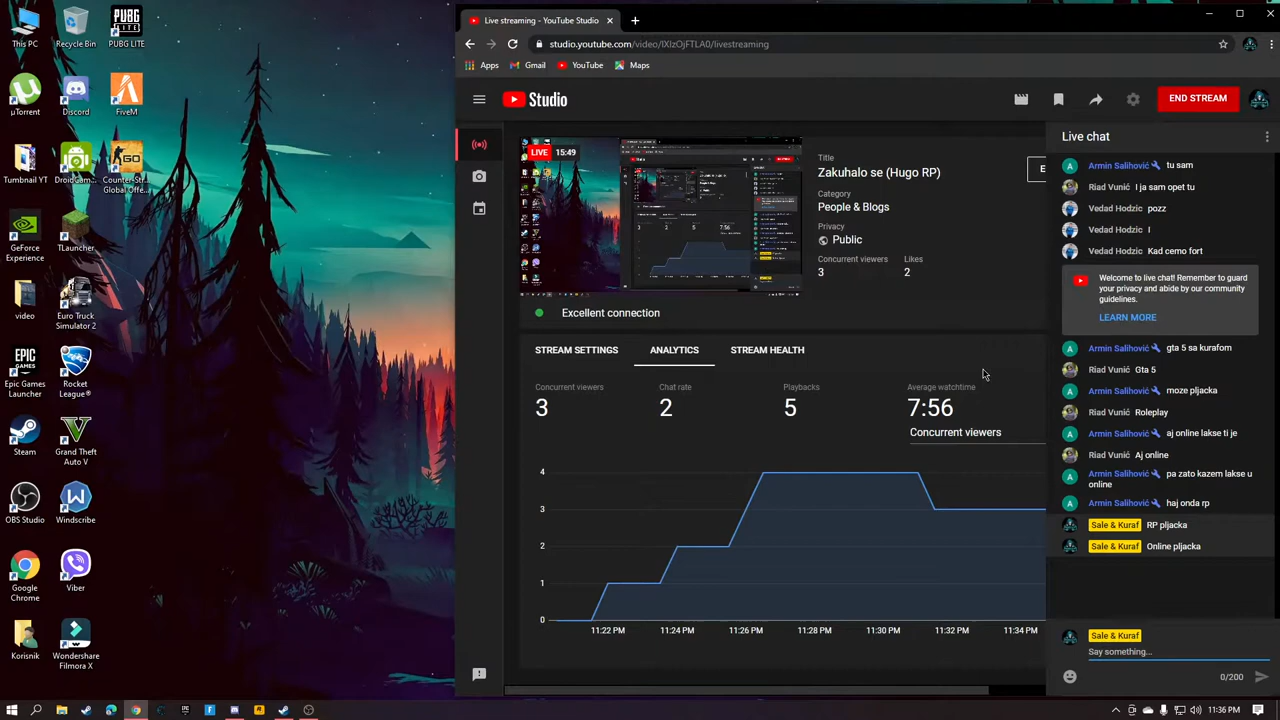 This PC
Recycle Bin
PUBG LITE
µTorrent
Discord
FiveM
Tumbnail YT
DroidCam...
Counter-Str...
Global Offe...
GeForce
Experience
TLauncher
video
Euro Truck
Simulator 2
Epic Games
Launcher
Rocket
League®
Steam
Grand Theft
Auto V
OBS Studio
Windscribe
Google
Chrome
Viber
Korisnik
Wondershare
Filmora X
Live streaming - YouTube Studio
studio.youtube.com/video/lXlzOjFTLA0/livestreaming
Apps
Gmail
YouTube
Maps
Studio
END STREAM
LIVE 15:49
Title
Zakuhalo se (Hugo RP)
Category
People & Blogs
Privacy
Public
Concurrent viewers
3
Likes
2
E
Excellent connection
STREAM SETTINGS
ANALYTICS
STREAM HEALTH
Concurrent viewers
3
Chat rate
2
Playbacks
5
Average watchtime
7:56
Concurrent viewers
4
3
2
1
0
11:22 PM
11:24 PM
11:26 PM
11:28 PM
11:30 PM
11:32 PM
11:34 PM
Live chat
Armin Salihović tu sam
Riad Vunić I ja sam opet tu
Vedad Hodzic pozz
Vedad Hodzic I
Vedad Hodzic Kad cemo fort
Welcome to live chat! Remember to guard
your privacy and abide by our community
guidelines.
LEARN MORE
Armin Salihović gta 5 sa kurafom
Riad Vunić Gta 5
Armin Salihović moze pljacka
Riad Vunić Roleplay
Armin Salihović aj online lakse ti je
Riad Vunić Aj online
Armin Salihović pa zato kazem lakse u
online
Armin Salihović haj onda rp
Sale & Kuraf RP pljacka
Sale & Kuraf Online pljacka
Sale & Kuraf
Say something...
0/200
11:36 PM